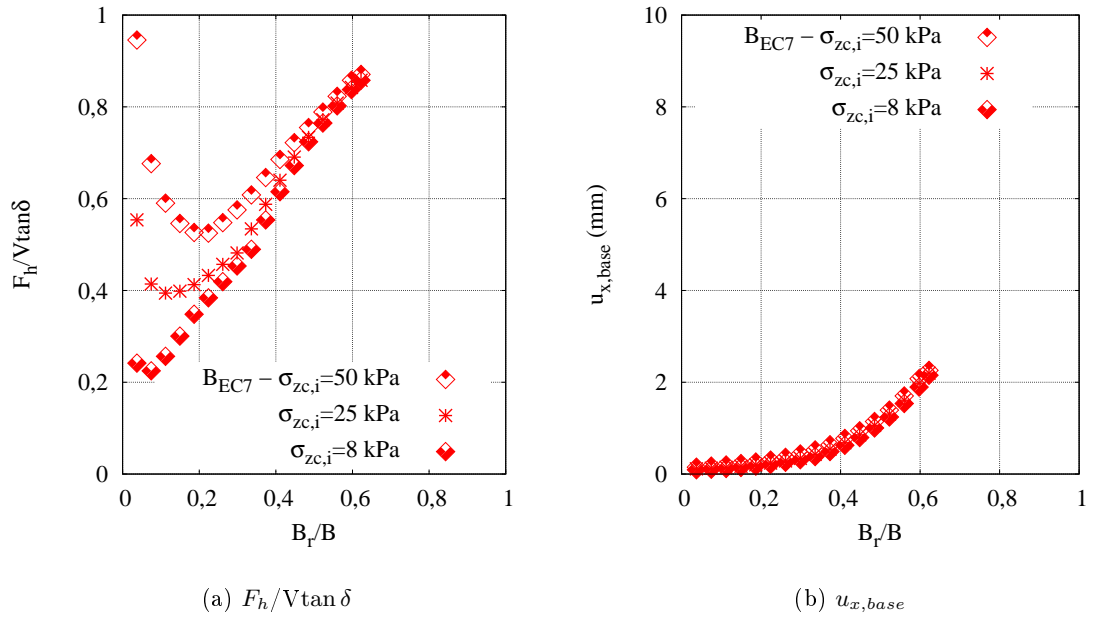 1
0,8
0,6
0,4
0,2
0
0 0,2 0,4 0,6 0,8 1
F_h/Vtanδ
B_r/B
B_EC7 – σ_zc,i=50 kPa
σ_zc,i=25 kPa
σ_zc,i=8 kPa
(a) F_h/Vtan δ
10
8
6
4
2
0
0 0,2 0,4 0,6 0,8 1
u_x,base (mm)
B_r/B
B_EC7 – σ_zc,i=50 kPa
σ_zc,i=25 kPa
σ_zc,i=8 kPa
(b) u_x,base